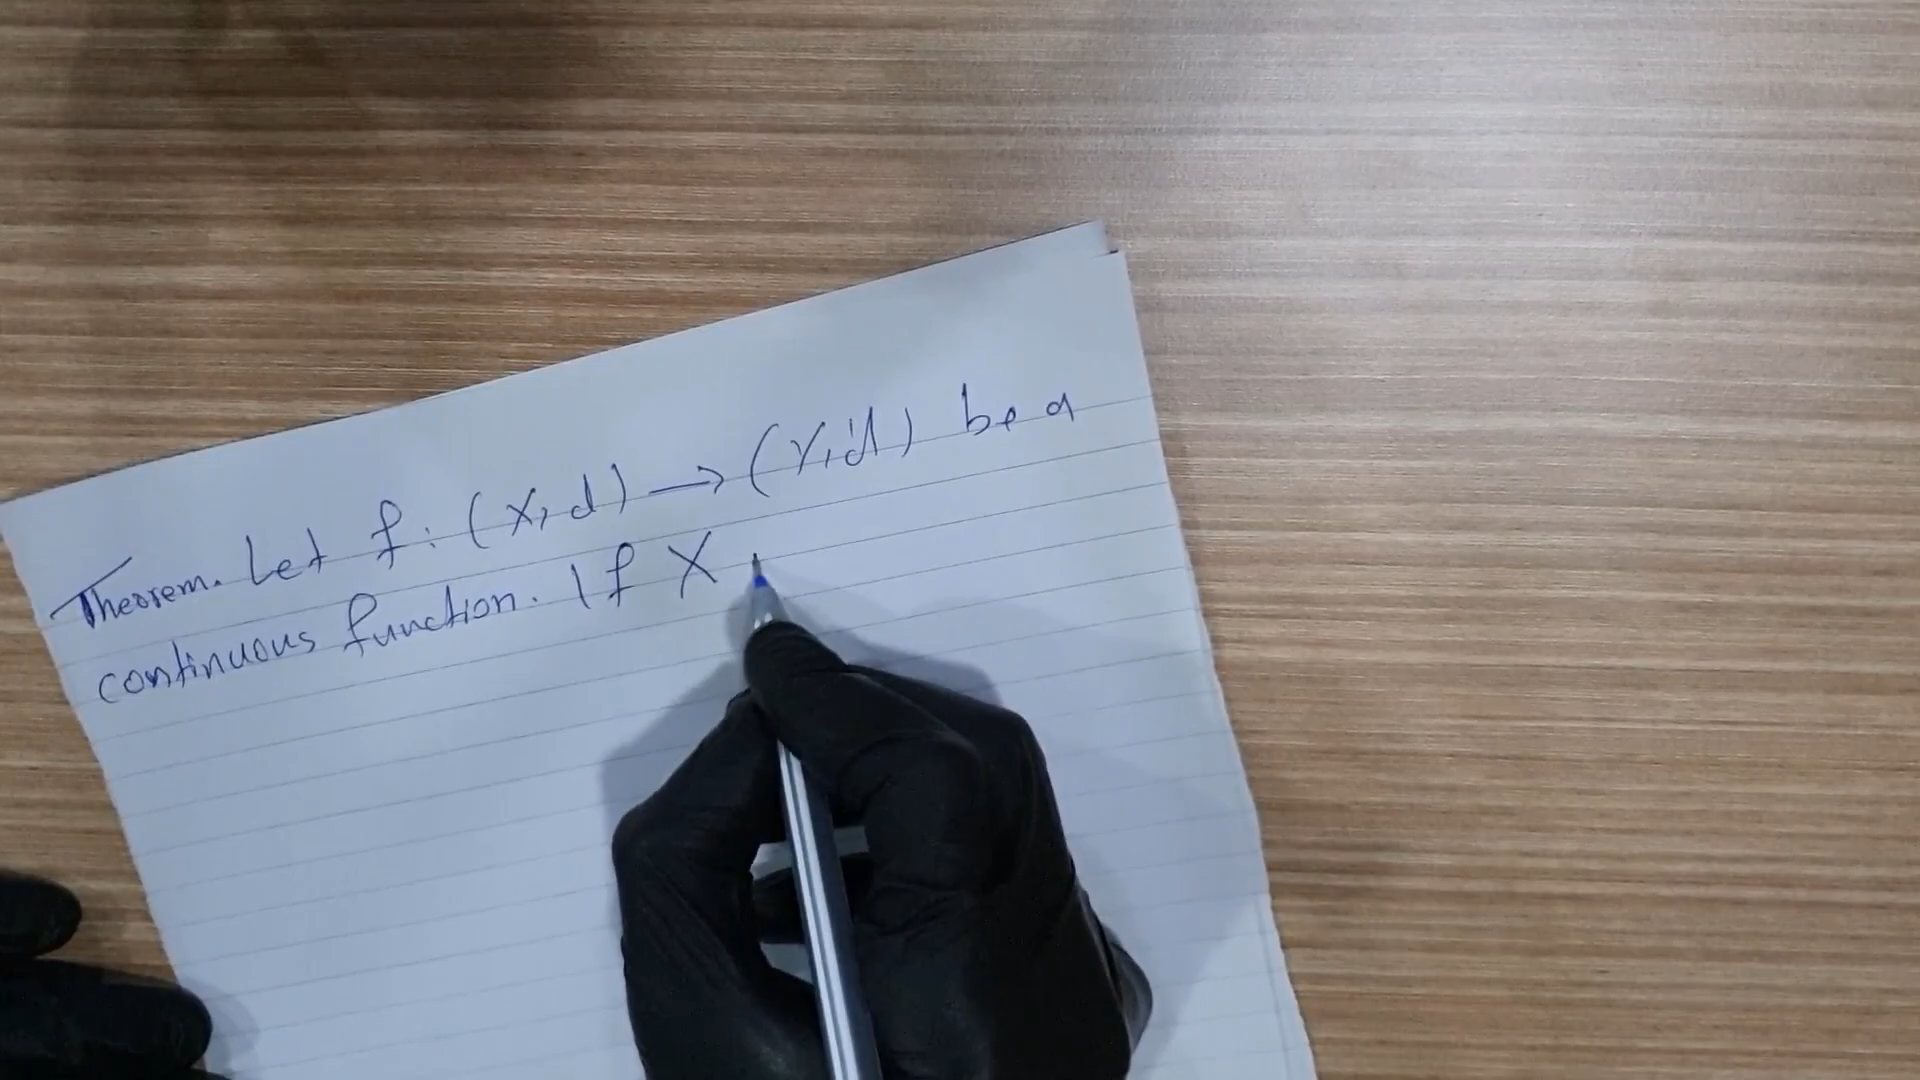 Theorem. Let f: (X, d) → (Y, 'd) be a
continuous function. If X